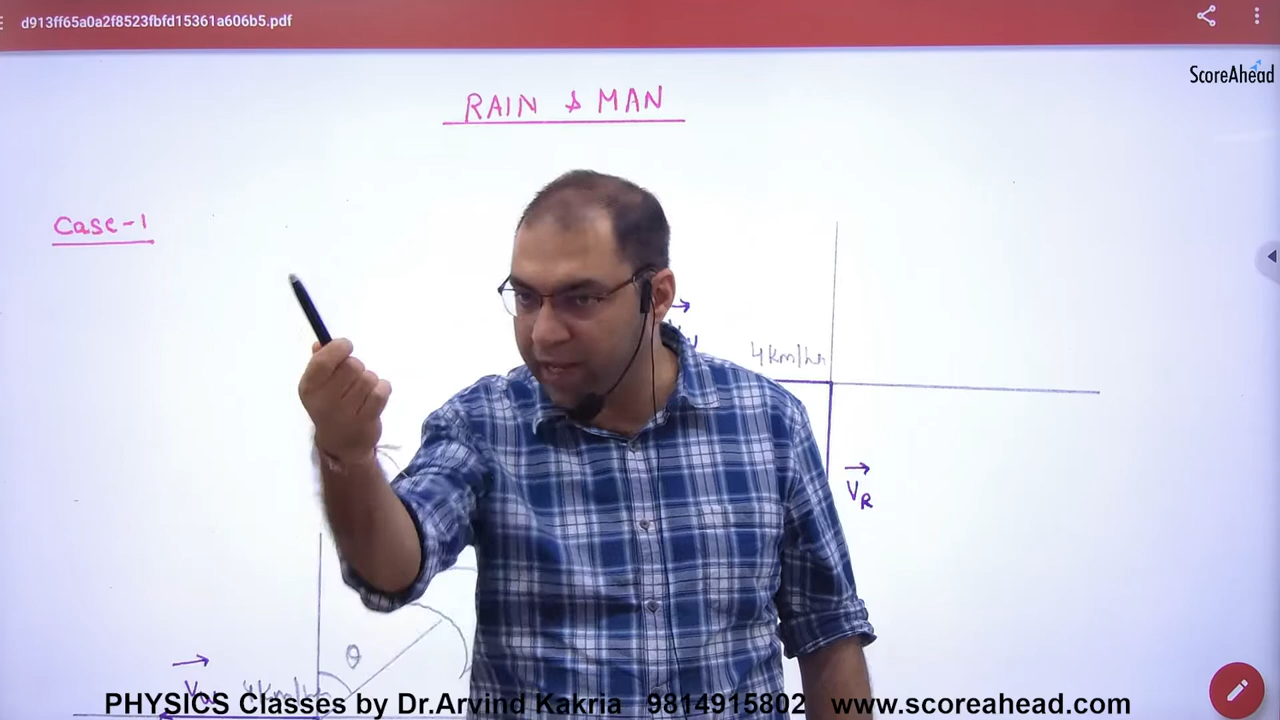 d913ff65a0a2f8523fbfd15361a606b5.pdf
ScoreAhead
RAIN & MAN
Case-1
4km/hr
V R
θ
PHYSICS Classes by Dr.Arvind Kakria 9814915802 www.scoreahead.com